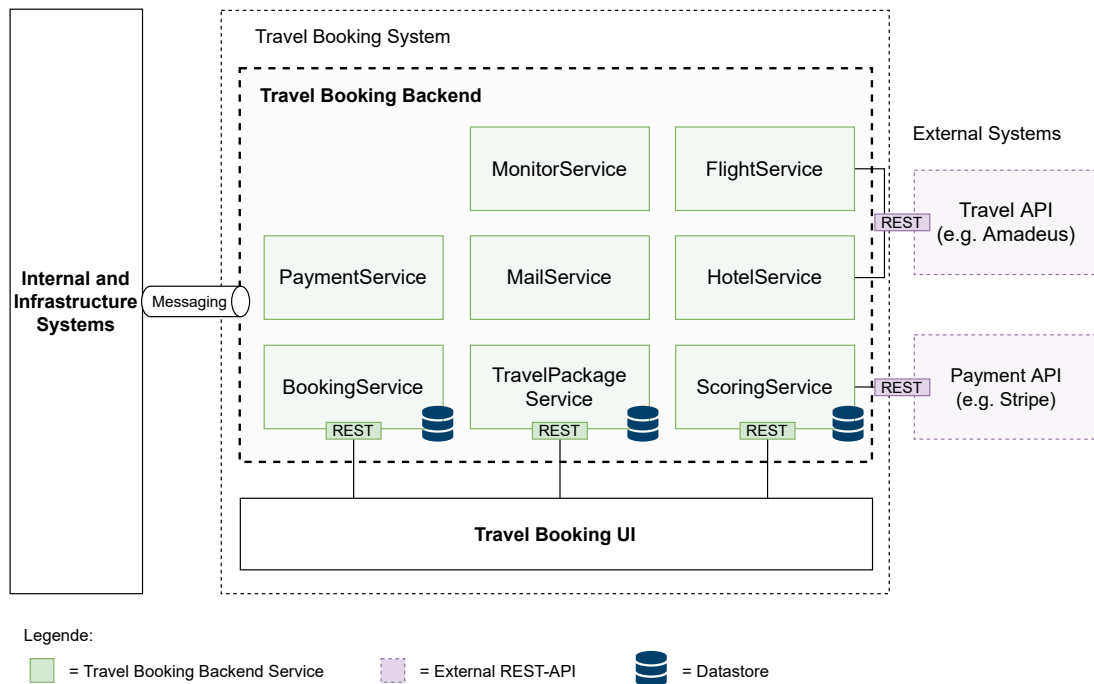 Travel Booking System
Travel Booking Backend
MonitorService
FlightService
External Systems
REST
Travel API
(e.g. Amadeus)
Internal and
Infrastructure
Systems
Messaging
PaymentService
MailService
HotelService
BookingService
REST
TravelPackage
Service
REST
ScoringService
REST
REST
Payment API
(e.g. Stripe)
Travel Booking UI
Legende:
= Travel Booking Backend Service
= External REST-API
= Datastore